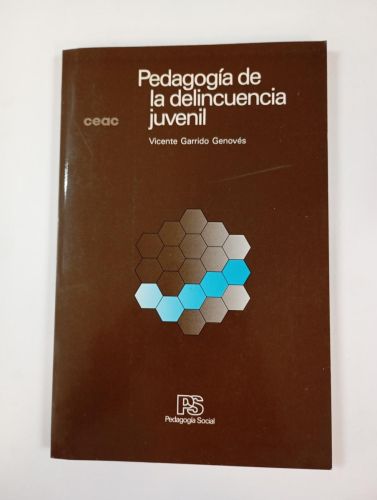 Pedagogía de
la delincuencia
juvenil
ceac
Vicente Garrido Genovés
PS
Pedagogía Social